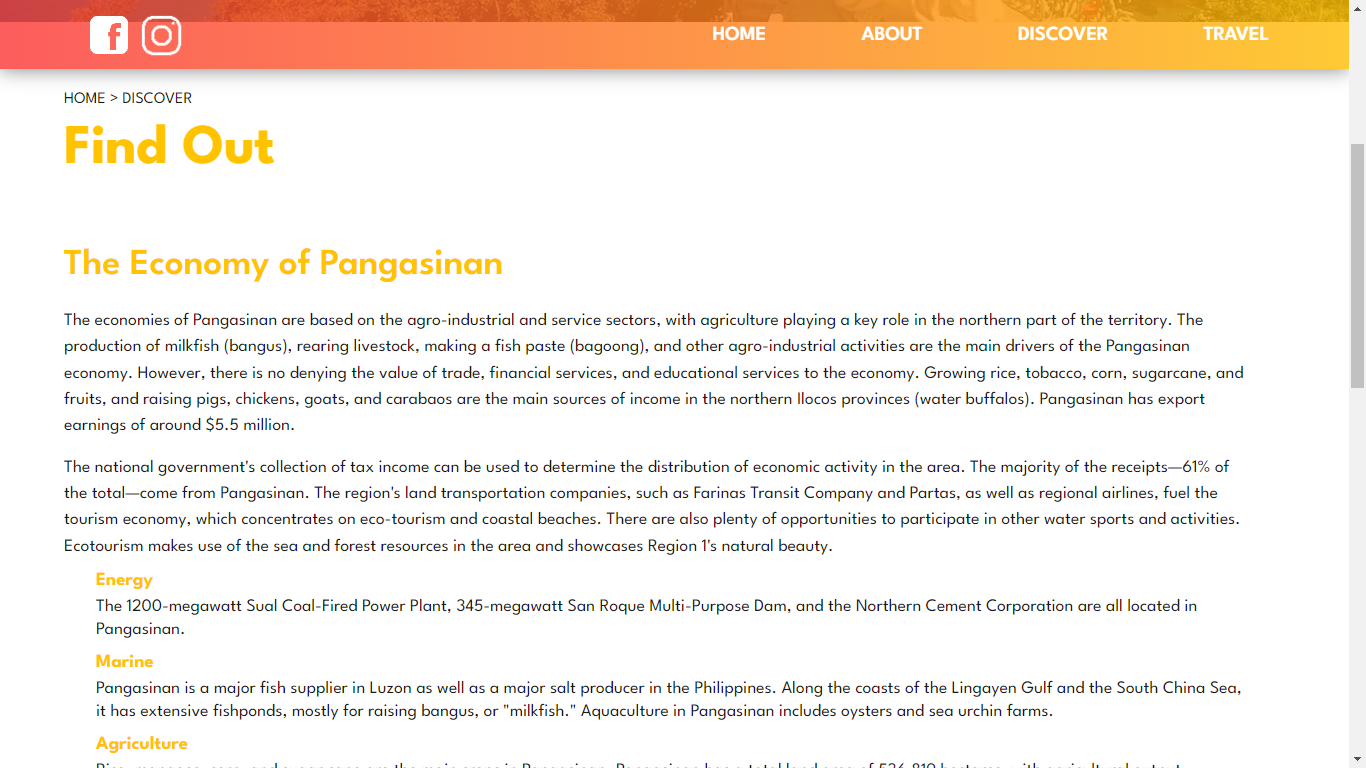 HOME ABOUT DISCOVER TRAVEL
HOME > DISCOVER
Find Out
The Economy of Pangasinan
The economies of Pangasinan are based on the agro-industrial and service sectors, with agriculture playing a key role in the northern part of the territory. The
production of milkfish (bangus), rearing livestock, making a fish paste (bagoong), and other agro-industrial activities are the main drivers of the Pangasinan
economy. However, there is no denying the value of trade, financial services, and educational services to the economy. Growing rice, tobacco, corn, sugarcane, and
fruits, and raising pigs, chickens, goats, and carabaos are the main sources of income in the northern Ilocos provinces (water buffalos). Pangasinan has export
earnings of around $5.5 million.
The national government's collection of tax income can be used to determine the distribution of economic activity in the area. The majority of the receipts—61% of
the total—come from Pangasinan. The region's land transportation companies, such as Farinas Transit Company and Partas, as well as regional airlines, fuel the
tourism economy, which concentrates on eco-tourism and coastal beaches. There are also plenty of opportunities to participate in other water sports and activities.
Ecotourism makes use of the sea and forest resources in the area and showcases Region 1's natural beauty.
Energy
The 1200-megawatt Sual Coal-Fired Power Plant, 345-megawatt San Roque Multi-Purpose Dam, and the Northern Cement Corporation are all located in
Pangasinan.
Marine
Pangasinan is a major fish supplier in Luzon as well as a major salt producer in the Philippines. Along the coasts of the Lingayen Gulf and the South China Sea,
it has extensive fishponds, mostly for raising bangus, or "milkfish." Aquaculture in Pangasinan includes oysters and sea urchin farms.
Agriculture